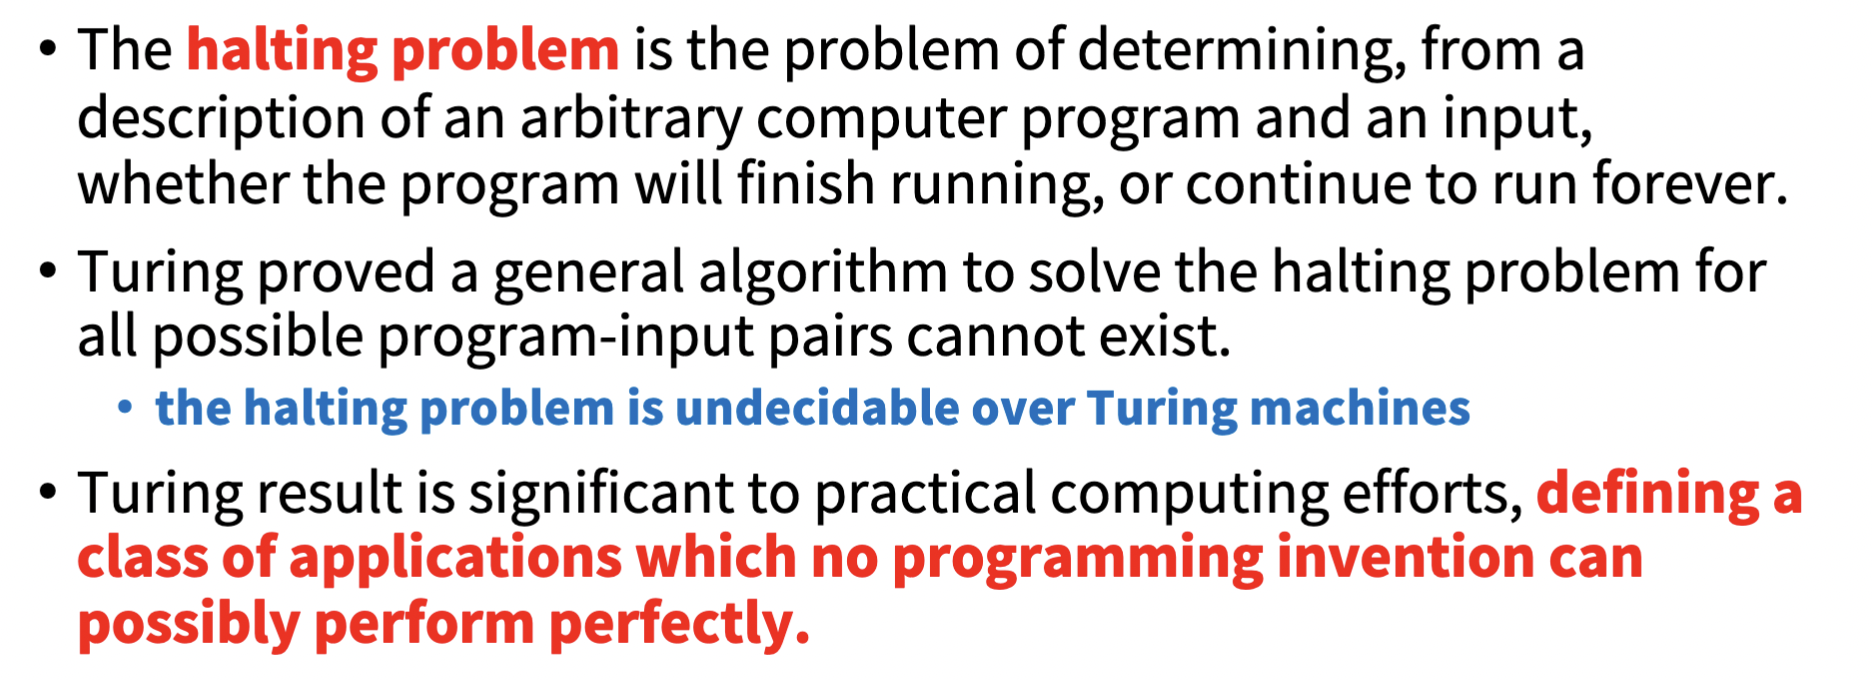 • The halting problem is the problem of determining, from a
description of an arbitrary computer program and an input,
whether the program will finish running, or continue to run forever.
• Turing proved a general algorithm to solve the halting problem for
all possible program-input pairs cannot exist.
• the halting problem is undecidable over Turing machines
• Turing result is significant to practical computing efforts, defining a
class of applications which no programming invention can
possibly perform perfectly.